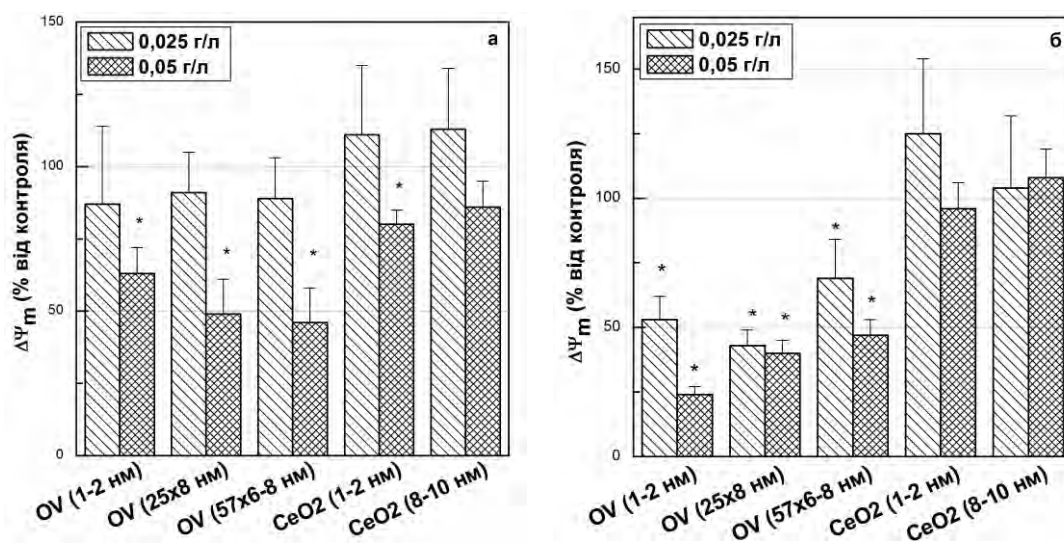 150
100
50
0
ΔΨm (% від контроля)
0,025 г/л
0,05 г/л
а
*
*
*
*
OV (1-2 нм)
OV (25x8 нм)
OV (57x6-8 нм)
CeO2 (1-2 нм)
CeO2 (8-10 нм)
150
100
50
0
ΔΨm (% від контроля)
0,025 г/л
0,05 г/л
б
*
*
*
*
*
*
OV (1-2 нм)
OV (25x8 нм)
OV (57x6-8 нм)
CeO2 (1-2 нм)
CeO2 (8-10 нм)